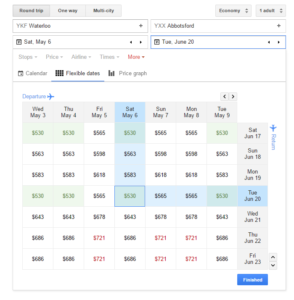 Round trip One way Multi-city Economy 1 adult
YKF Waterloo YXX Abbotsford
Sat, May 6 Tue, June 20
Stops Price Airline Times More
Calendar Flexible dates Price graph
Departure
Wed May 3 Thu May 4 Fri May 5 Sat May 6 Sun May 7 Mon May 8 Tue May 9
$530 $530 $565 $530 $565 $565 $530 Sat Jun 17
$563 $563 $598 $563 $598 $598 $563 Sun Jun 18
$583 $583 $618 $583 $618 $618 $583 Mon Jun 19
$530 $530 $565 $530 $565 $565 $530 Tue Jun 20
$643 $643 $678 $643 $678 $678 $643 Wed Jun 21
$686 $686 $721 $686 $721 $721 $686 Thu Jun 22
$686 $686 $721 $686 $721 $721 $686 Fri Jun 23
Return
Finished